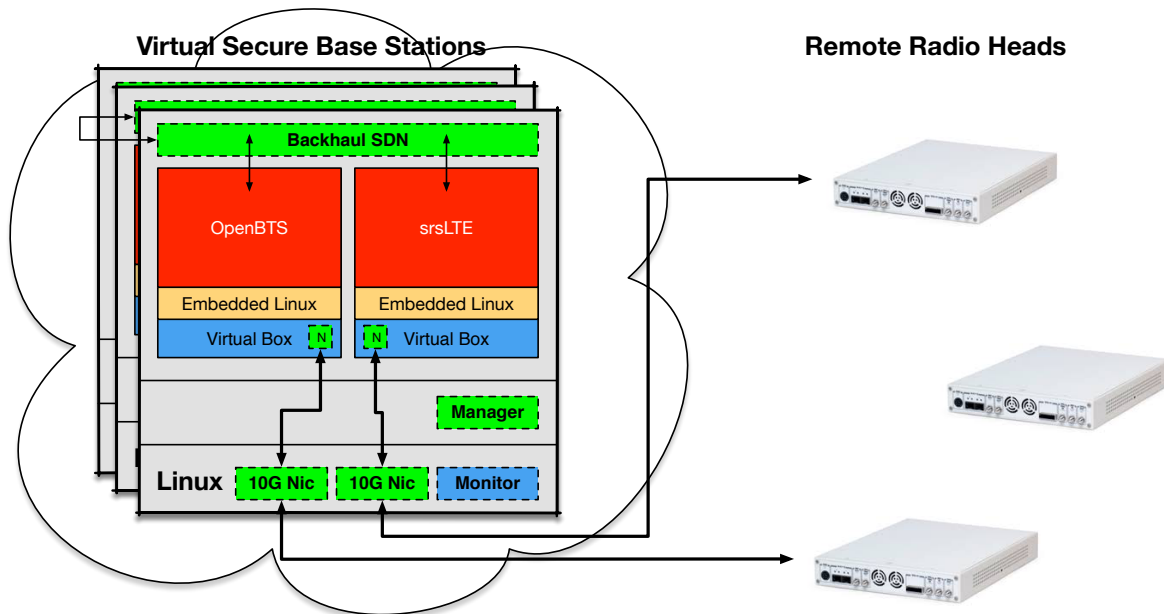 Virtual Secure Base Stations
Remote Radio Heads
Backhaul SDN
OpenBTS
srsLTE
Embedded Linux
Embedded Linux
Virtual Box
N
N
Virtual Box
Manager
Linux
10G Nic
10G Nic
Monitor